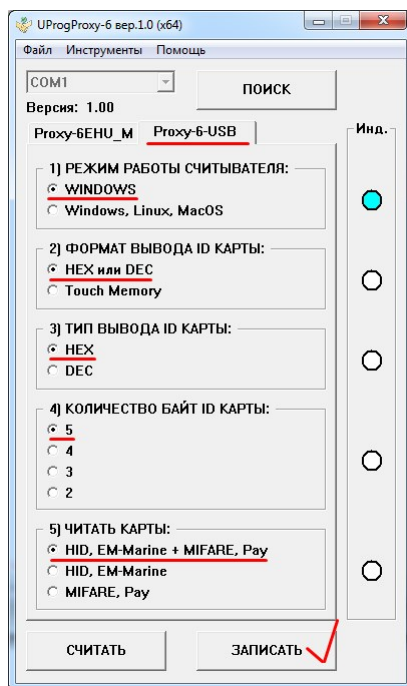 UProgProxy-6 вер.1.0 (x64)
Файл Инструменты Помощь
COM1
ПОИСК
Версия: 1.00
Proxy-6EHU_M Proxy-6-USB
Инд.
1) РЕЖИМ РАБОТЫ СЧИТЫВАТЕЛЯ:
WINDOWS
Windows, Linux, MacOS
2) ФОРМАТ ВЫВОДА ID КАРТЫ:
HEX или DEC
Touch Memory
3) ТИП ВЫВОДА ID КАРТЫ:
HEX
DEC
4) КОЛИЧЕСТВО БАЙТ ID КАРТЫ:
5
4
3
2
5) ЧИТАТЬ КАРТЫ:
HID, EM-Marine + MIFARE, Pay
HID, EM-Marine
MIFARE, Pay
СЧИТАТЬ
ЗАПИСАТЬ